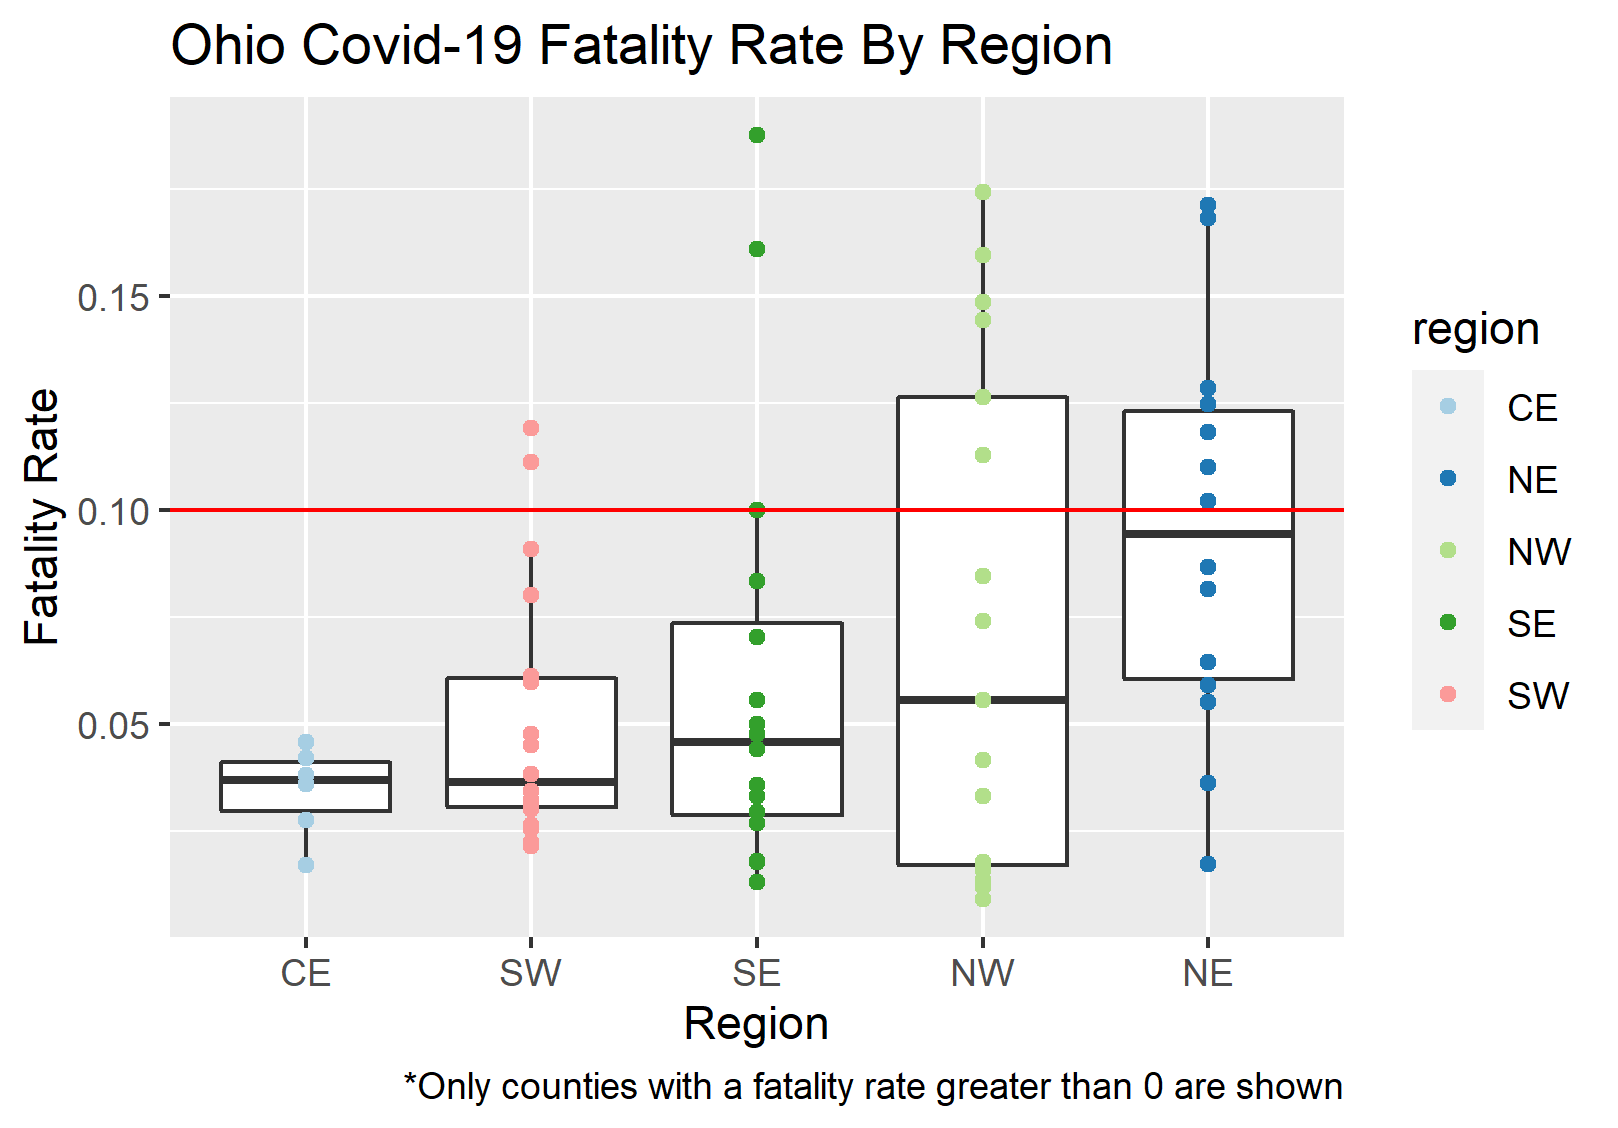 Ohio Covid-19 Fatality Rate By Region
Fatality Rate
0.15
0.10
0.05
CE SW SE NW NE
Region
*Only counties with a fatality rate greater than 0 are shown
region
CE
NE
NW
SE
SW